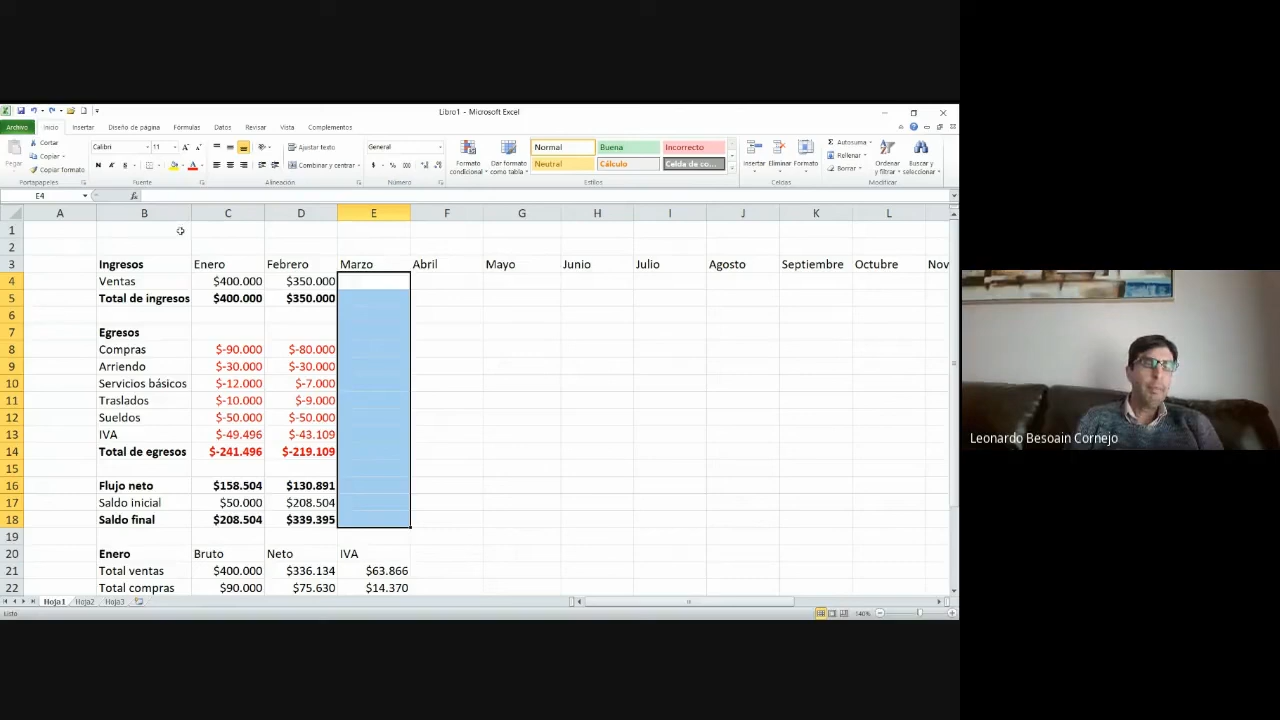 Libro1 - Microsoft Excel
Archivo Inicio Insertar Diseño de página Fórmulas Datos Revisar Vista Complementos
Cortar
Copiar
Copiar formato
Pegar
Portapapeles
Calibri 11
N K S
Fuente
Ajustar texto
Combinar y centrar
Alineación
General
$ % 000
Número
Formato condicional
Dar formato como tabla
Normal Buena Incorrecto
Neutral Cálculo Celda de co...
Estilos
Insertar Eliminar Formato
Celdas
Autosuma
Rellenar
Borrar
Ordenar y filtrar
Buscar y seleccionar
Modificar
E4 fx
A B C D E F G H I J K L
1
2
3 Ingresos Enero Febrero Marzo Abril Mayo Junio Julio Agosto Septiembre Octubre Nov
4 Ventas $400.000 $350.000
5 Total de ingresos $400.000 $350.000
6
7 Egresos
8 Compras $-90.000 $-80.000
9 Arriendo $-30.000 $-30.000
10 Servicios básicos $-12.000 $-7.000
11 Traslados $-10.000 $-9.000
12 Sueldos $-50.000 $-50.000
13 IVA $-49.496 $-43.109
14 Total de egresos $-241.496 $-219.109
15
16 Flujo neto $158.504 $130.891
17 Saldo inicial $50.000 $208.504
18 Saldo final $208.504 $339.395
19
20 Enero Bruto Neto IVA
21 Total ventas $400.000 $336.134 $63.866
22 Total compras $90.000 $75.630 $14.370
Hoja1 Hoja2 Hoja3
Listo
140%
Leonardo Besoain Cornejo